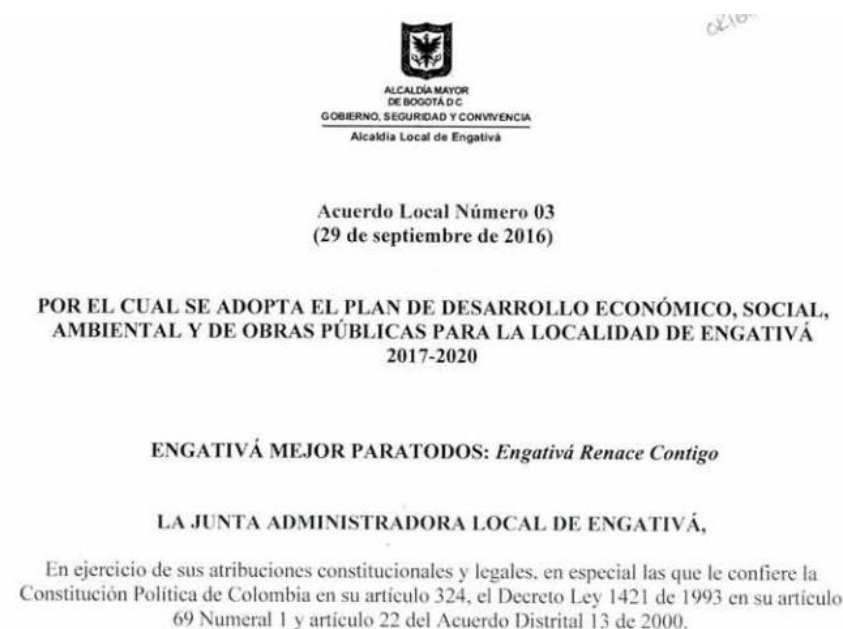 ALCALDÍA MAYOR
DE BOGOTÁ D C
GOBIERNO, SEGURIDAD Y CONVIVENCIA
Alcaldia Local de Engativá
Acuerdo Local Número 03
(29 de septiembre de 2016)
POR EL CUAL SE ADOPTA EL PLAN DE DESARROLLO ECONÓMICO, SOCIAL,
AMBIENTAL Y DE OBRAS PÚBLICAS PARA LA LOCALIDAD DE ENGATIVÁ
2017-2020
ENGATIVÁ MEJOR PARATODOS: Engativá Renace Contigo
LA JUNTA ADMINISTRADORA LOCAL DE ENGATIVÁ,
En ejercicio de sus atribuciones constitucionales y legales, en especial las que le confiere la
Constitución Política de Colombia en su artículo 324, el Decreto Ley 1421 de 1993 en su artículo
69 Numeral 1 y artículo 22 del Acuerdo Distrital 13 de 2000.